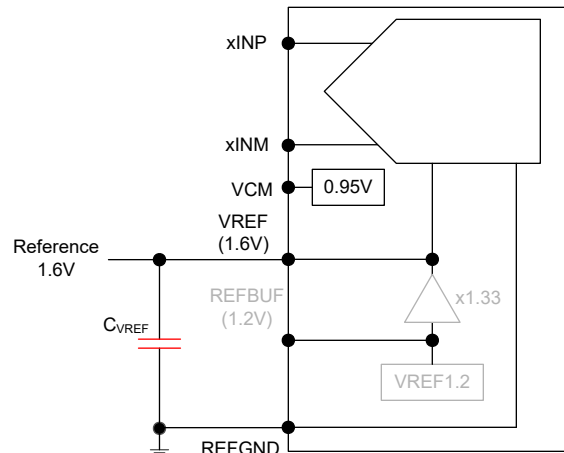 xINP
xINM
VCM
0.95V
VREF
(1.6V)
Reference
1.6V
REFBUF
(1.2V)
x1.33
CVREF
VREF1.2
REFGND